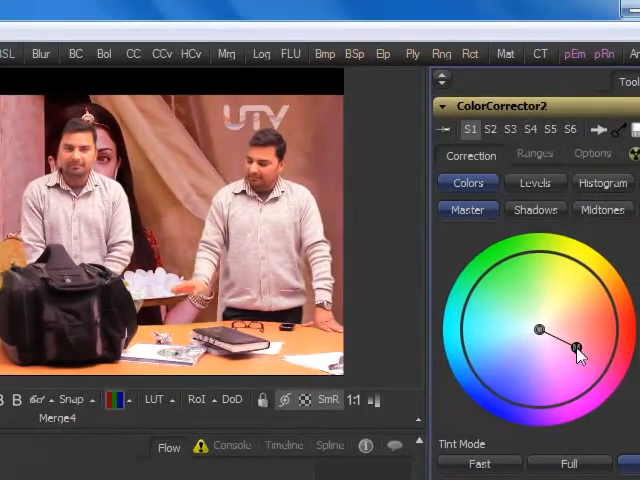 BSL Blur BC Bol CC CCv HCv Mrg Log FLU Bmp BSp Elp Ply Rng Rct Mat CT pEm pRn
Tool
ColorCorrector2
S1 S2 S3 S4 S5 S6
Correction Ranges Options
Colors Levels Histogram
Master Shadows Midtones
UTV
B Snap LUT RoI DoD SmR 1:1
Merge4
Flow Console Timeline Spline
Tint Mode
Fast Full